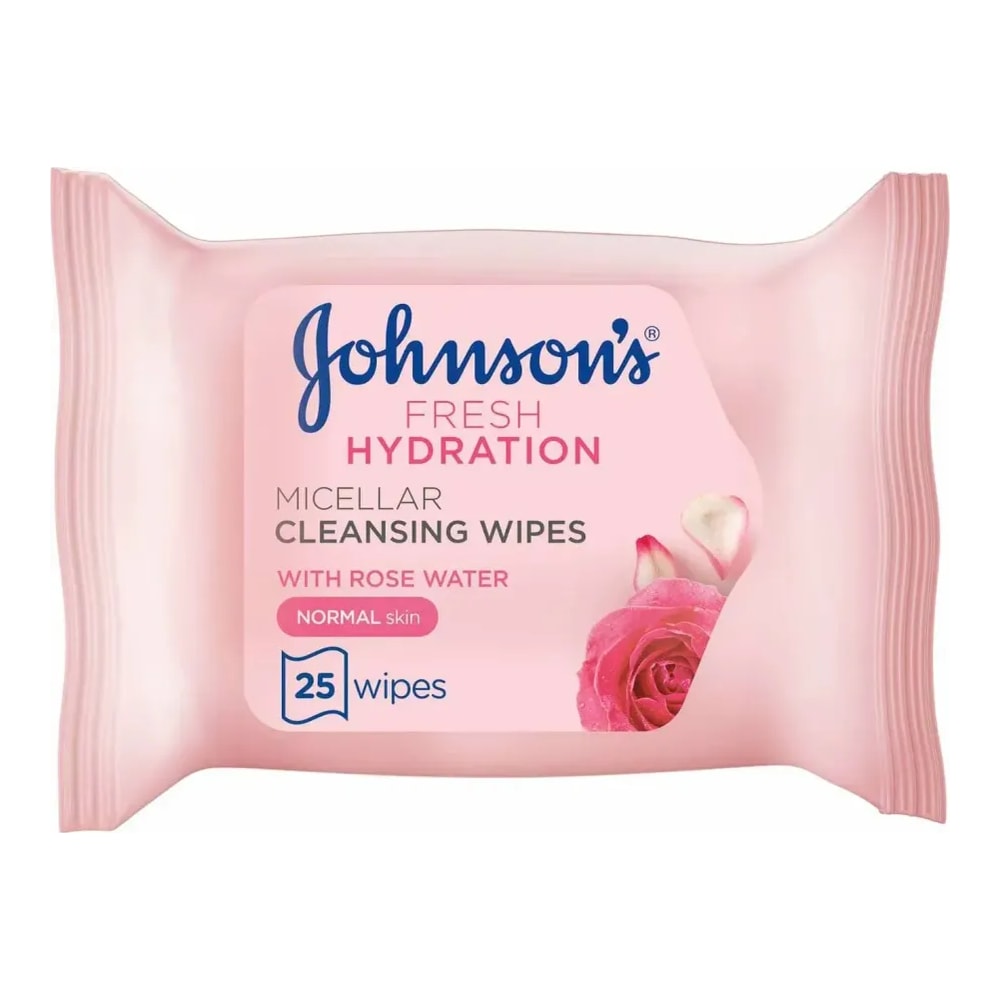 Johnson's®
FRESH
HYDRATION
MICELLAR
CLEANSING WIPES
WITH ROSE WATER
NORMAL skin
25 wipes